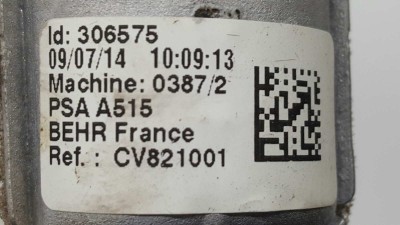 Id: 306575
09/07/14 10:09:13
Machine: 0387/2
PSA A515
BEHR France
Ref. : CV821001